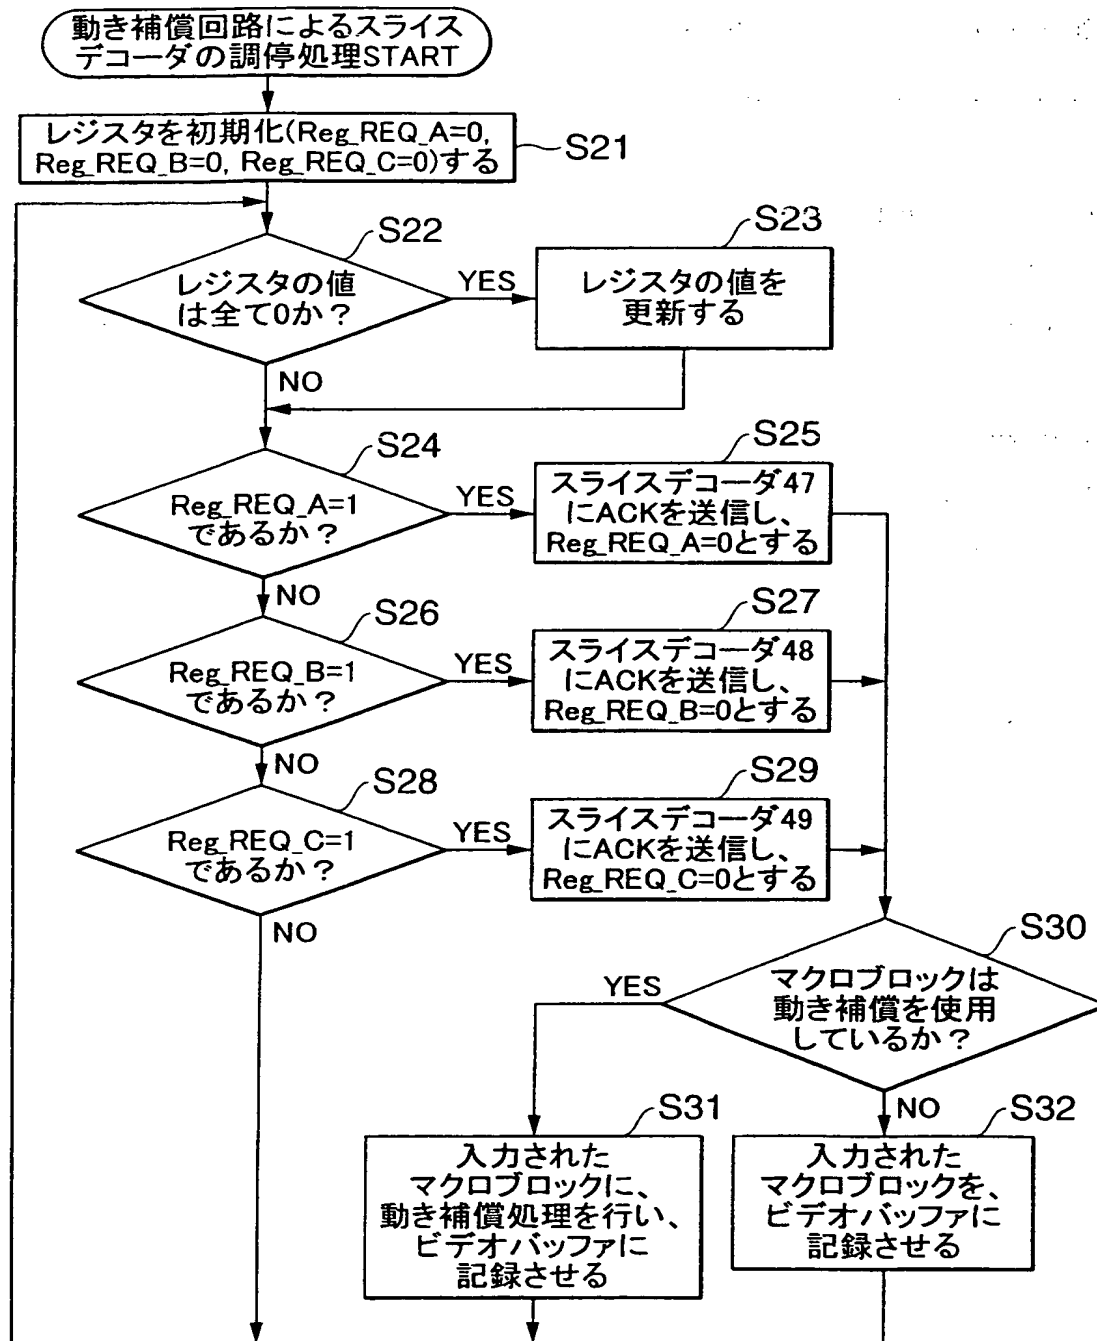 動き補償回路によるスライス
デコーダの調停処理START
レジスタを初期化(Reg_REQ_A=0,
Reg_REQ_B=0, Reg_REQ_C=0)する
S21
S22
レジスタの値
は全て0か？
YES
NO
S23
レジスタの値を
更新する
S24
Reg_REQ_A=1
であるか？
YES
NO
S25
スライスデコーダ47
にACKを送信し、
Reg_REQ_A=0とする
S26
Reg_REQ_B=1
であるか？
YES
NO
S27
スライスデコーダ48
にACKを送信し、
Reg_REQ_B=0とする
S28
Reg_REQ_C=1
であるか？
YES
NO
S29
スライスデコーダ49
にACKを送信し、
Reg_REQ_C=0とする
S30
マクロブロックは
動き補償を使用
しているか？
YES
NO
S31
入力された
マクロブロックに、
動き補償処理を行い、
ビデオバッファに
記録させる
S32
入力された
マクロブロックを、
ビデオバッファに
記録させる